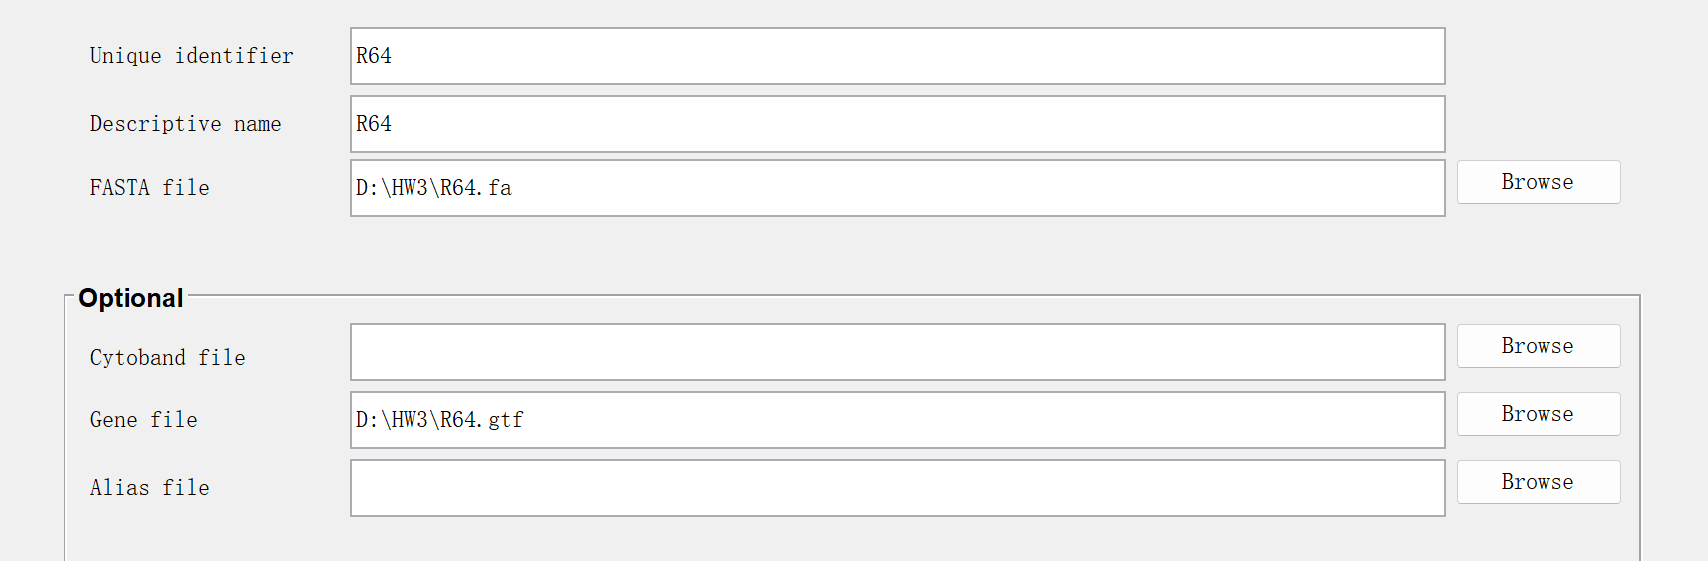 Unique identifier R64
Descriptive name R64
FASTA file D:\HW3\R64.fa Browse
Optional
Cytoband file Browse
Gene file D:\HW3\R64.gtf Browse
Alias file Browse